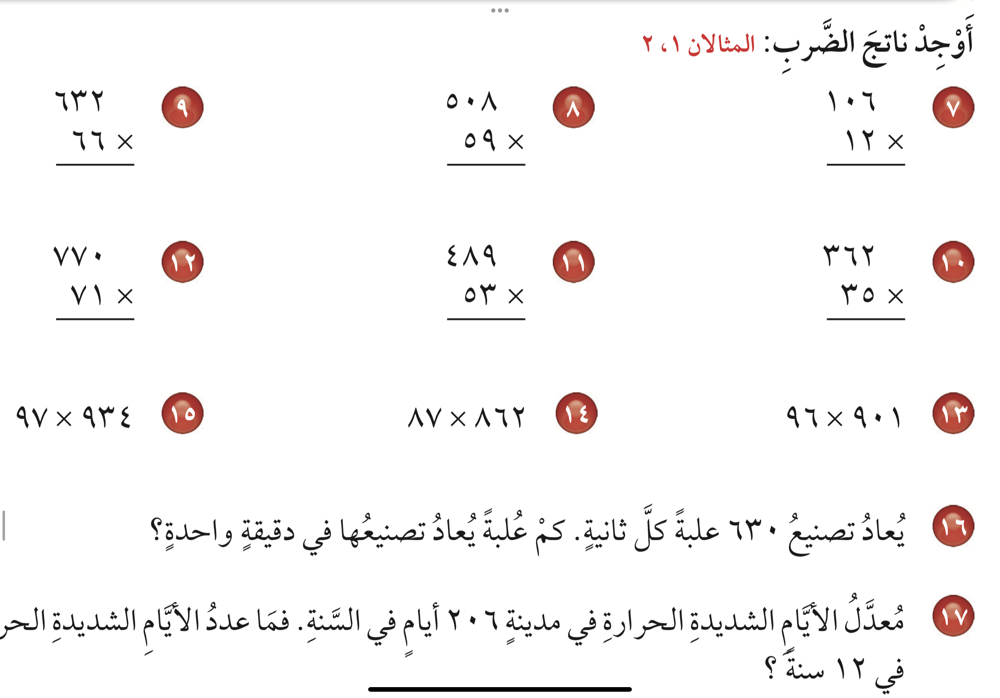 أَوْجِدْ ناتجَ الضَّربِ: المثالان ١، ٢
٧ ١٠٦ ٨ ٥٠٨ ٩ ٦٣٢
× ١٢ × ٥٩ × ٦٦
١٠ ٣٦٢ ١١ ٤٨٩ ١٢ ٧٧٠
× ٣٥ × ٥٣ × ٧١
١٣ ٩٠١ × ٩٦ ١٤ ٨٦٢ × ٨٧ ١٥ ٩٣٤ × ٩٧
١٦ يُعادُ تصنيعُ ٦٣٠ علبةً كلَّ ثانيةٍ. كمْ عُلبةً يُعادُ تصنيعُها في دقيقةٍ واحدةٍ؟
١٧ مُعدَّلُ الأيَّامِ الشديدةِ الحرارةِ في مدينةٍ ٢٠٦ أيامٍ في السَّنةِ. فمَا عددُ الأيَّامِ الشديدةِ الحر
في ١٢ سنةً؟